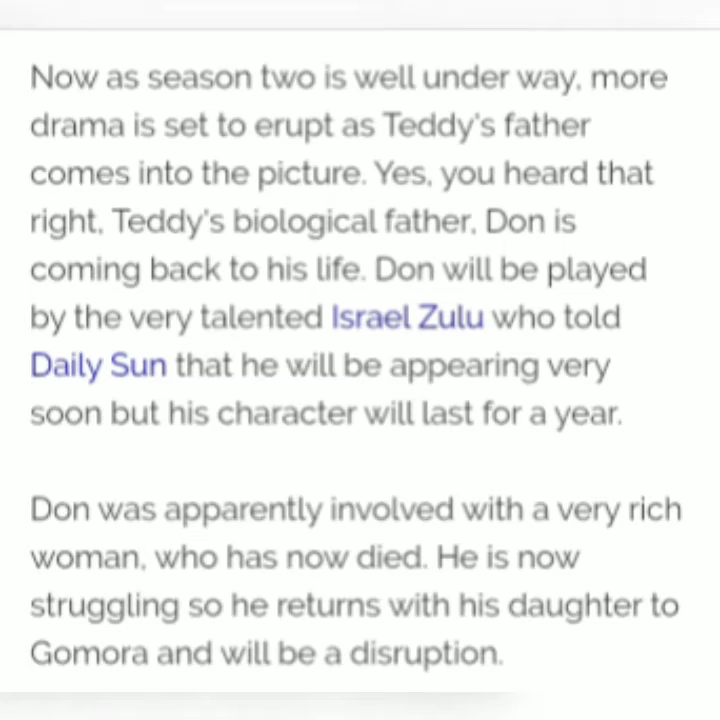 Now as season two is well under way, more
drama is set to erupt as Teddy's father
comes into the picture. Yes, you heard that
right, Teddy's biological father, Don is
coming back to his life. Don will be played
by the very talented Israel Zulu who told
Daily Sun that he will be appearing very
soon but his character will last for a year.
Don was apparently involved with a very rich
woman, who has now died. He is now
struggling so he returns with his daughter to
Gomora and will be a disruption.